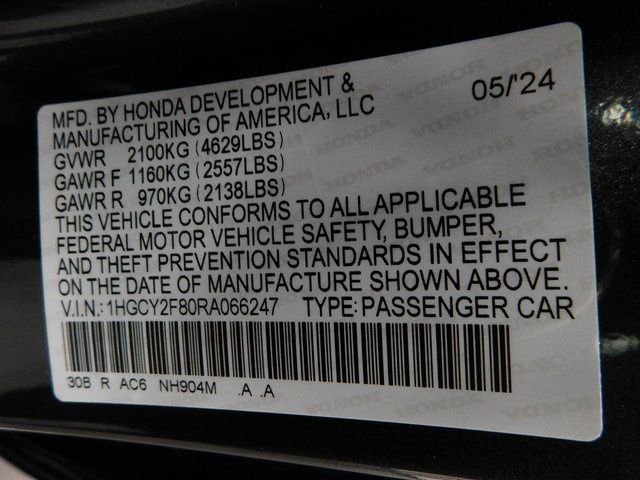 MFD. BY HONDA DEVELOPMENT & 05/'24
MANUFACTURING OF AMERICA, LLC
GVWR 2100KG (4629LBS)
GAWR F 1160KG (2557LBS)
GAWR R 970KG (2138LBS)
THIS VEHICLE CONFORMS TO ALL APPLICABLE
FEDERAL MOTOR VEHICLE SAFETY, BUMPER,
AND THEFT PREVENTION STANDARDS IN EFFECT
ON THE DATE OF MANUFACTURE SHOWN ABOVE.
V.I.N.: 1HGCY2F80RA066247 TYPE: PASSENGER CAR
30B R AC6 NH904M .A .A